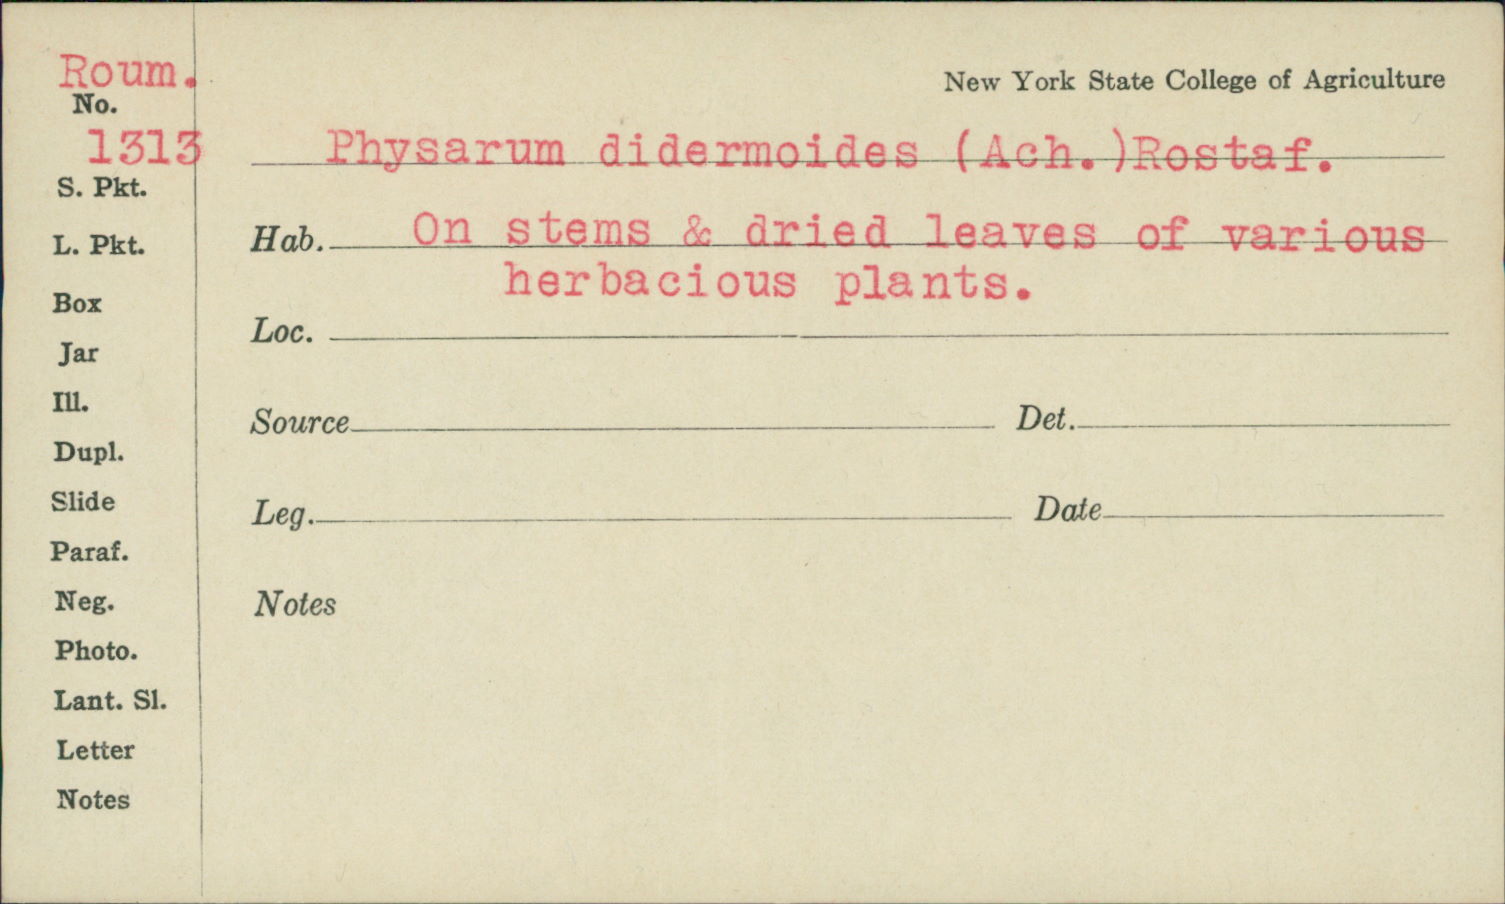 Roum.
No.
1313
S. Pkt.
L. Pkt.
Box
Jar
Ill.
Dupl.
Slide
Paraf.
Neg.
Photo.
Lant. Sl.
Letter
Notes
New York State College of Agriculture
Physarum didermoides (Ach.)Rostaf.
Hab. On stems & dried leaves of various
herbacious plants.
Loc.
Source Det.
Leg. Date
Notes